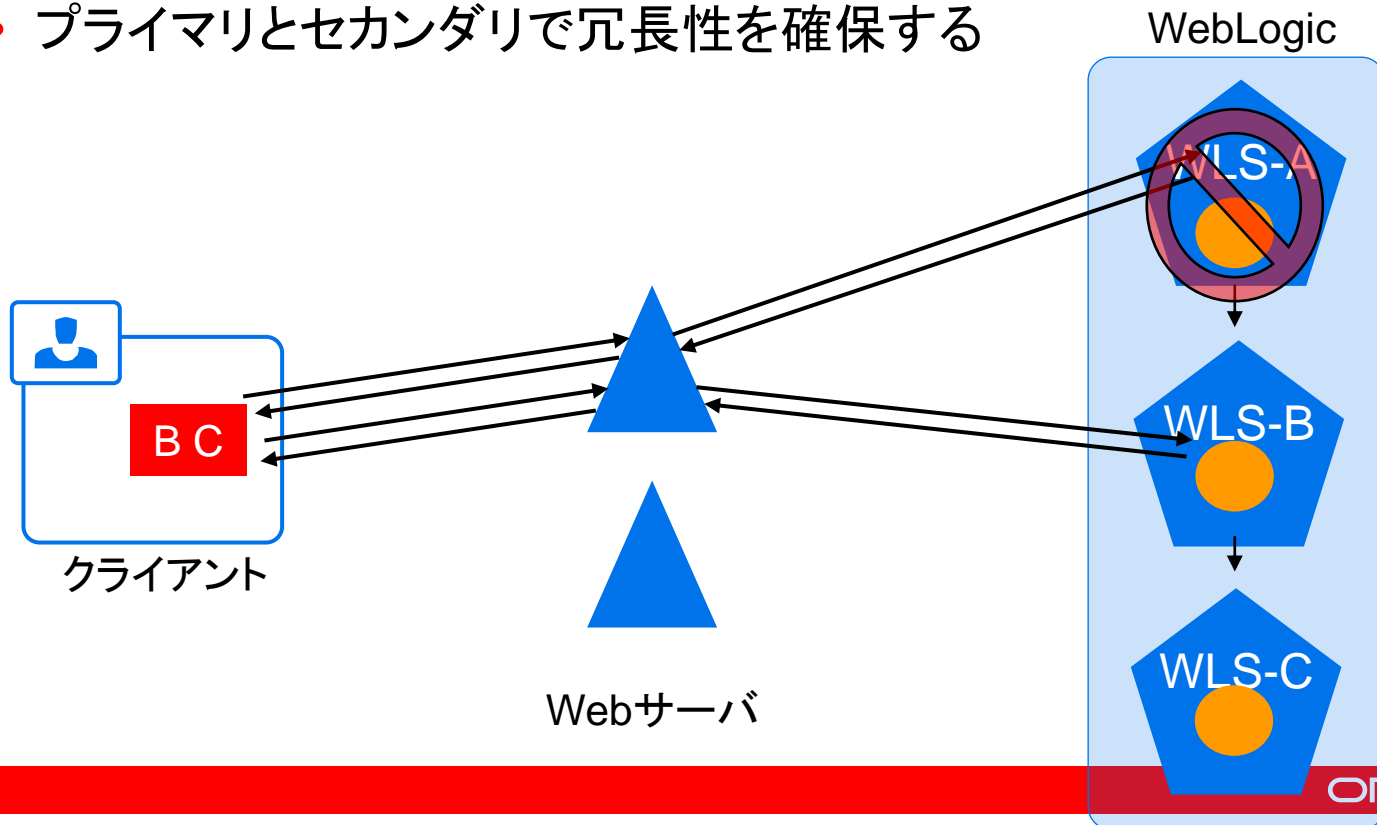 • プライマリとセカンダリで冗長性を確保する
WebLogic
WLS-A
WLS-B
B C
クライアント
WLS-C
Webサーバ